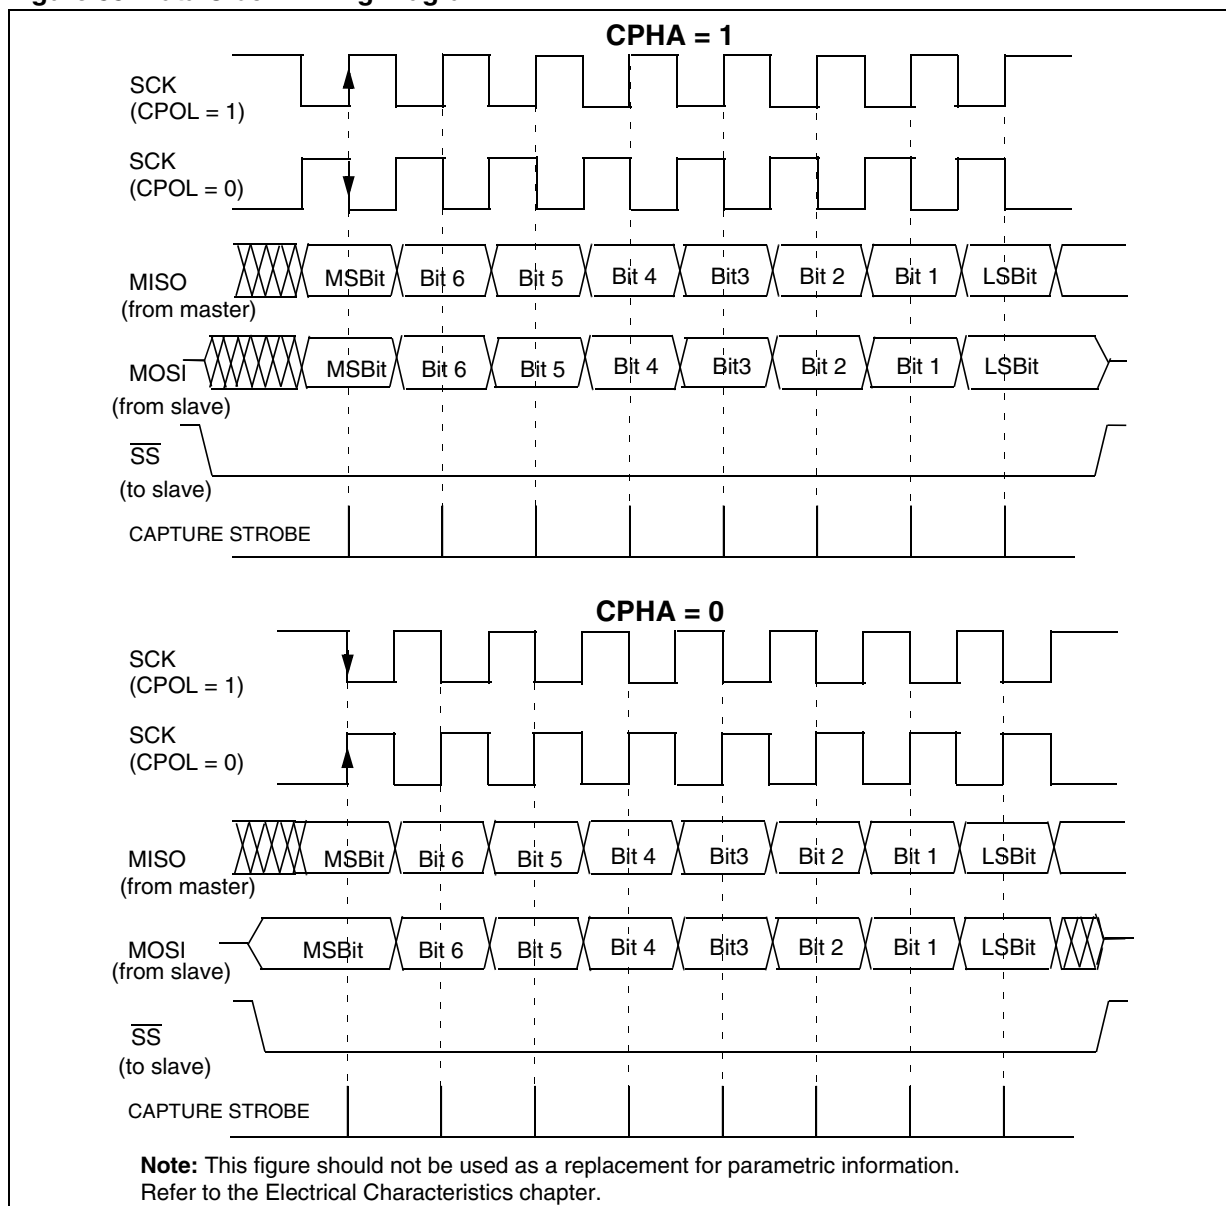 CPHA = 1
SCK
(CPOL = 1)
SCK
(CPOL = 0)
MISO
(from master)
MSBit Bit 6 Bit 5 Bit 4 Bit3 Bit 2 Bit 1 LSBit
MOSI
(from slave)
MSBit Bit 6 Bit 5 Bit 4 Bit3 Bit 2 Bit 1 LSBit
SS
(to slave)
CAPTURE STROBE
CPHA = 0
SCK
(CPOL = 1)
SCK
(CPOL = 0)
MISO
(from master)
MSBit Bit 6 Bit 5 Bit 4 Bit3 Bit 2 Bit 1 LSBit
MOSI
(from slave)
MSBit Bit 6 Bit 5 Bit 4 Bit3 Bit 2 Bit 1 LSBit
SS
(to slave)
CAPTURE STROBE
Note: This figure should not be used as a replacement for parametric information.
Refer to the Electrical Characteristics chapter.